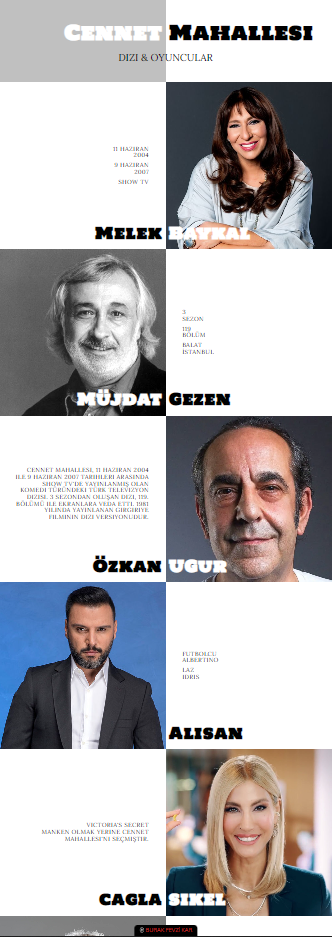 Cennet Mahallesi
DIZI & OYUNCULAR
11 HAZIRAN
2004
9 HAZIRAN
2007
SHOW TV
Melek Baykal
3
SEZON
119
BÖLÜM
BALAT
ISTANBUL
Müjdat Gezen
CENNET MAHALLESI, 11 HAZIRAN 2004
ILE 9 HAZIRAN 2007 TARIHLERI ARASINDA
SHOW TV'DE YAYINLANMIŞ OLAN
KOMEDI TÜRÜNDEKI TÜRK TELEVIZYON
DIZISI. 3 SEZONDAN OLUŞAN DIZI, 119.
BÖLÜMÜ ILE EKRANLARA VEDA ETTI. 1981
YILINDA YAYINLANAN GIRGIRIYE
FILMININ DIZI VERSIYONUDUR.
Özkan Ugur
FUTBOLCU
ALBERTINO
LAZ
IDRIS
Alisan
VICTORIA'S SECRET
MANKEN OLMAK YERINE CENNET
MAHALLESI'NI SEÇMIŞTIR.
Cagla Sikel
BURAK FEVZI KAR